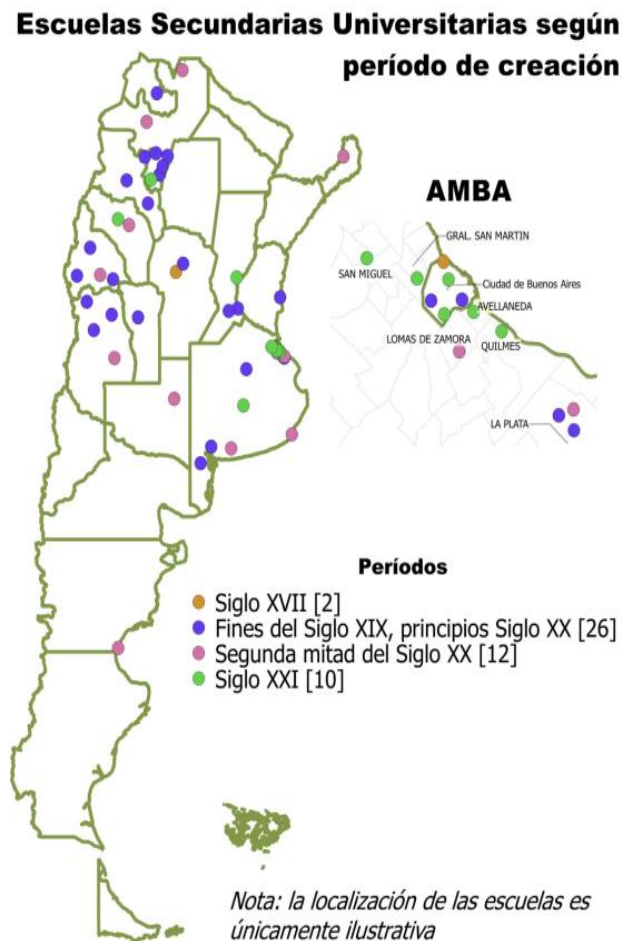 Escuelas Secundarias Universitarias según
período de creación
AMBA
GRAL. SAN MARTIN
SAN MIGUEL
Ciudad de Buenos Aires
AVELLANEDA
LOMAS DE ZAMORA
QUILMES
LA PLATA
Períodos
Siglo XVII [2]
Fines del Siglo XIX, principios Siglo XX [26]
Segunda mitad del Siglo XX [12]
Siglo XXI [10]
Nota: la localización de las escuelas es
únicamente ilustrativa